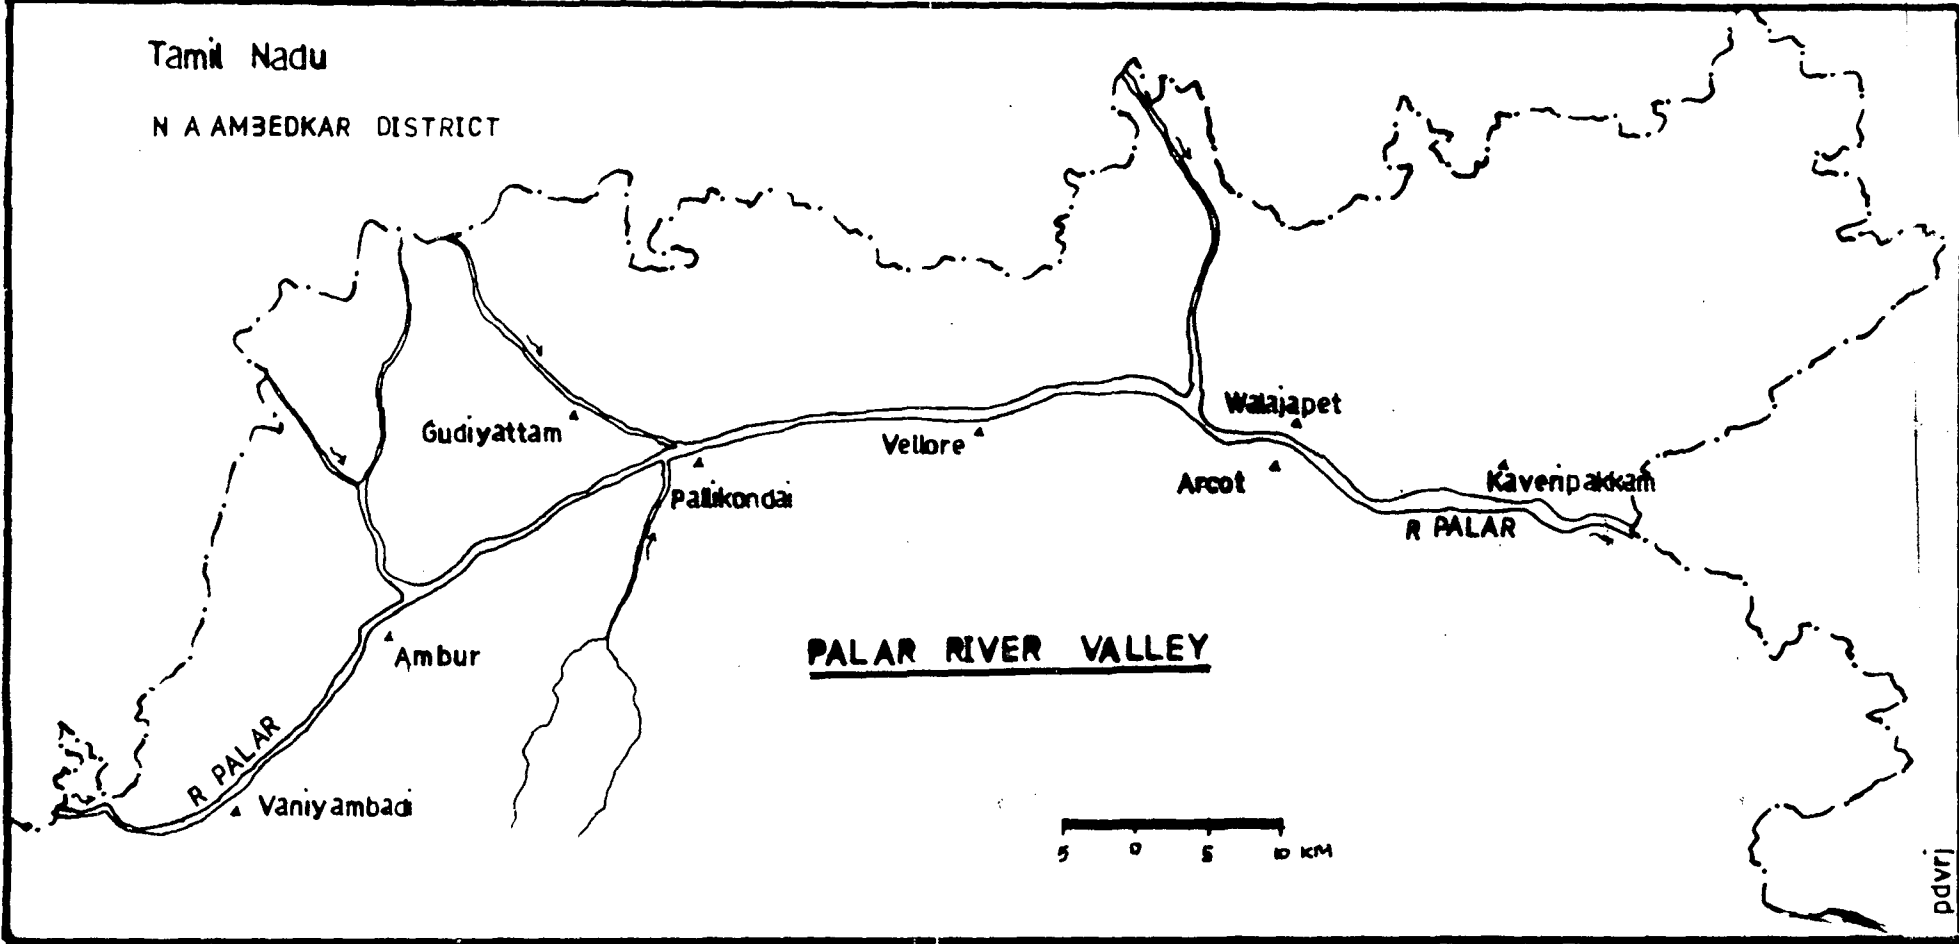 Tamil Nadu
N A AMBEDKAR DISTRICT
Walajapet
Gudiyattam
Vellore
Arcot
Kaveripakkam
Pallikondai
R PALAR
PALAR RIVER VALLEY
Ambur
R PALAR
Vaniyambadi
5 0 5 10 KM
pdvrj